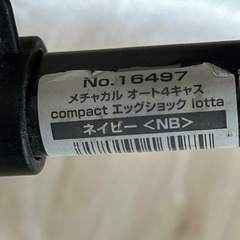 No.16497
メチャカル オート4キャス
compact エッグショック iotta
ネイビー <NB>